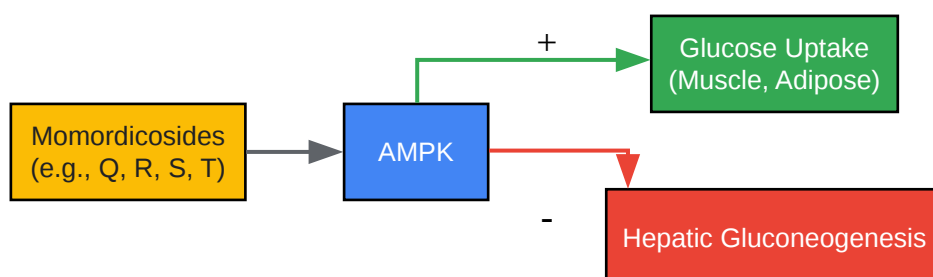 Momordicosides
(e.g., Q, R, S, T)
AMPK
+
Glucose Uptake
(Muscle, Adipose)
-
Hepatic Gluconeogenesis